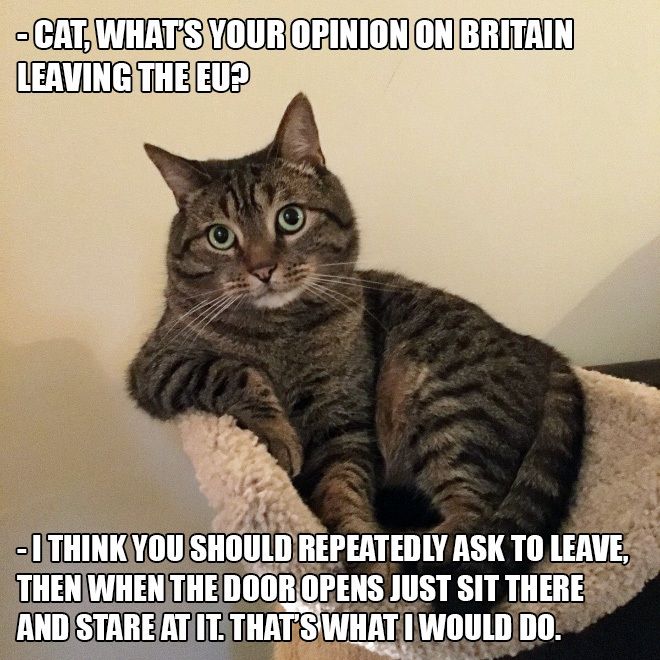 - CAT, WHAT'S YOUR OPINION ON BRITAIN
LEAVING THE EU?
- I THINK YOU SHOULD REPEATEDLY ASK TO LEAVE,
THEN WHEN THE DOOR OPENS JUST SIT THERE
AND STARE AT IT. THAT'S WHAT I WOULD DO.